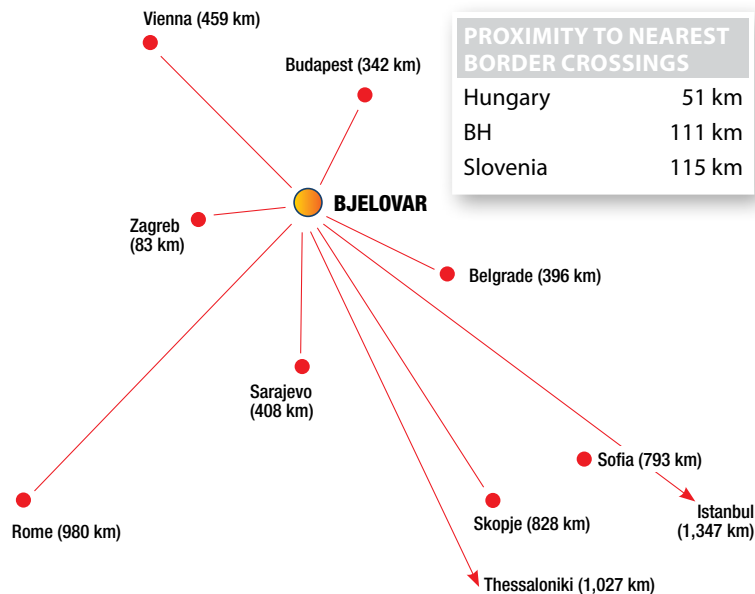 Vienna (459 km)
Budapest (342 km)
PROXIMITY TO NEAREST
BORDER CROSSINGS
Hungary 51 km
BH 111 km
Slovenia 115 km
BJELOVAR
Zagreb
(83 km)
Belgrade (396 km)
Sarajevo
(408 km)
Sofia (793 km)
Rome (980 km)
Skopje (828 km)
Istanbul
(1,347 km)
Thessaloniki (1,027 km)